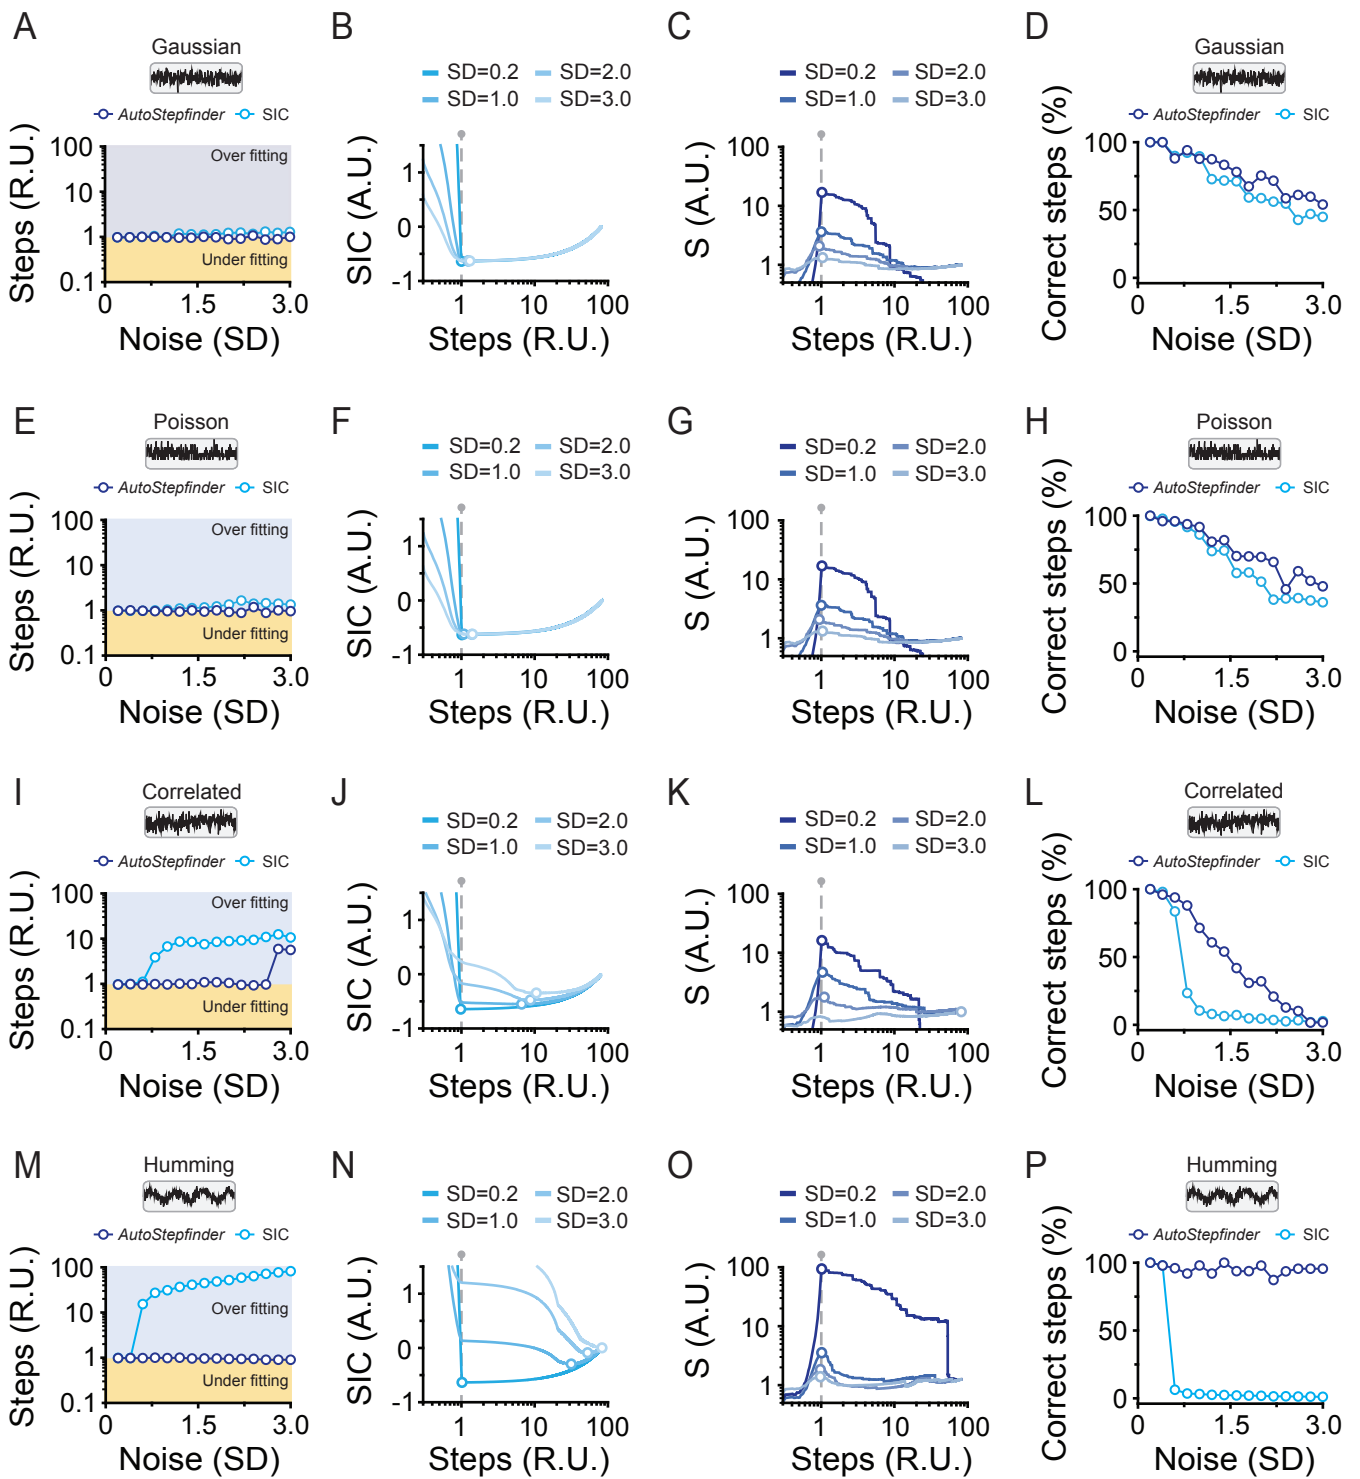 A
Gaussian
AutoStepfinder SIC
Steps (R.U.)
100
10
1
0.1
Over fitting
Under fitting
0 1.5 3.0
Noise (SD)
B
SD=0.2 SD=2.0
SD=1.0 SD=3.0
SIC (A.U.)
1
0
-1
1 10 100
Steps (R.U.)
C
SD=0.2 SD=2.0
SD=1.0 SD=3.0
S (A.U.)
100
10
1
1 10 100
Steps (R.U.)
D
Gaussian
AutoStepfinder SIC
Correct steps (%)
100
50
0
0 1.5 3.0
Noise (SD)
E
Poisson
AutoStepfinder SIC
Steps (R.U.)
100
10
1
0.1
Over fitting
Under fitting
0 1.5 3.0
Noise (SD)
F
SD=0.2 SD=2.0
SD=1.0 SD=3.0
SIC (A.U.)
1
0
-1
1 10 100
Steps (R.U.)
G
SD=0.2 SD=2.0
SD=1.0 SD=3.0
S (A.U.)
100
10
1
1 10 100
Steps (R.U.)
H
Poisson
AutoStepfinder SIC
Correct steps (%)
100
50
0
0 1.5 3.0
Noise (SD)
I
Correlated
AutoStepfinder SIC
Steps (R.U.)
100
10
1
0.1
Over fitting
Under fitting
0 1.5 3.0
Noise (SD)
J
SD=0.2 SD=2.0
SD=1.0 SD=3.0
SIC (A.U.)
1
0
-1
1 10 100
Steps (R.U.)
K
SD=0.2 SD=2.0
SD=1.0 SD=3.0
S (A.U.)
100
10
1
1 10 100
Steps (R.U.)
L
Correlated
AutoStepfinder SIC
Correct steps (%)
100
50
0
0 1.5 3.0
Noise (SD)
M
Humming
AutoStepfinder SIC
Steps (R.U.)
100
10
1
0.1
Over fitting
Under fitting
0 1.5 3.0
Noise (SD)
N
SD=0.2 SD=2.0
SD=1.0 SD=3.0
SIC (A.U.)
1
0
-1
1 10 100
Steps (R.U.)
O
SD=0.2 SD=2.0
SD=1.0 SD=3.0
S (A.U.)
100
10
1
1 10 100
Steps (R.U.)
P
Humming
AutoStepfinder SIC
Correct steps (%)
100
50
0
0 1.5 3.0
Noise (SD)